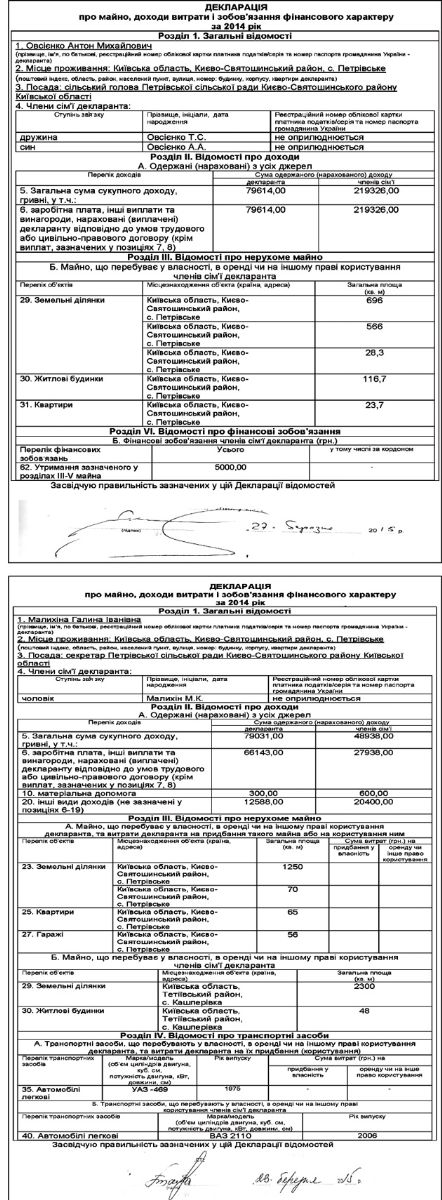 ДЕКЛАРАЦІЯ
про майно, доходи витрати і зобов'язання фінансового характеру
за 2014 рік
Розділ 1. Загальні відомості
1. Овсієнко Антон Михайлович
(прізвище, ім'я, по батькові, реєстраційний номер облікової картки платника податків/серія та номер паспорта громадянина України - декларанта)
2. Місце проживання: Київська область, Києво-Святошинський район, с. Петрівське
(поштовий індекс, область, район, населений пункт, вулиця, номер: будинку, корпусу, квартири декларанта)
3. Посада: сільський голова Петрівської сільської ради Києво-Святошинського району
Київської області
4. Члени сім'ї декларанта:
Ступінь зв'язку
Прізвище, ініціали, дата народження
Реєстраційний номер облікової картки платника податків/серія та номер паспорта громадянина України
дружина Овсієнко Т.С. не оприлюднюється
син Овсієнко А.А. не оприлюднюється
Розділ II. Відомості про доходи
А. Одержані (нараховані) з усіх джерел
Перелік доходів Сума одержаного (нарахованого) доходу
декларанта членів сім'ї
5. Загальна сума сукупного доходу, 79614,00 219326,00
гривні, у т.ч.:
6. заробітна плата, інші виплати та 79614,00 219326,00
винагороди, нараховані (виплачені)
декларанту відповідно до умов трудового
або цивільно-правового договору (крім
виплат, зазначених у позиціях 7, 8)
Розділ III. Відомості про нерухоме майно
Б. Майно, що перебуває у власності, в оренді чи на іншому праві користування
членів сім'ї декларанта
Перелік об'єктів Місцезнаходження об'єкта (країна, адреса) Загальна площа (кв. м)
29. Земельні ділянки Київська область, Києво- 696
Святошинський район,
с. Петрівське
Київська область, Києво- 566
Святошинський район,
с. Петрівське
Київська область, Києво- 28,3
Святошинський район,
с. Петрівське
30. Житлові будинки Київська область, Києво- 116,7
Святошинський район,
с. Петрівське
31. Квартири Київська область, Києво- 23,7
Святошинський район,
с. Петрівське
Розділ VI. Відомості про фінансові зобов'язання
Б. Фінансові зобов'язання членів сім'ї декларанта (грн.)
Перелік фінансових Усього у тому числі за кордоном
зобов'язань
62. Утримання зазначеного у 5000,00 -
розділах III-V майна
Засвідчую правильність зазначених у цій Декларації відомостей
(підпис) 27 березня 2015р.
ДЕКЛАРАЦІЯ
про майно, доходи, витрати і зобов'язання фінансового характеру
за 2014 рік
Розділ 1. Загальні відомості
1. Малихіна Галина Іванівна
(прізвище, ім'я, по батькові, реєстраційний номер облікової картки платника податків/серія та номер паспорта громадянина України - декларанта)
2. Місце проживання: Київська область, Києво-Святошинський район, с. Петрівське
(поштовий індекс, область, район, населений пункт, вулиця, номер: будинку, корпусу, квартири декларанта)
3. Посада: секретар Петрівської сільської ради Києво-Святошинського району Київської
області
4. Члени сім'ї декларанта:
Ступінь зв'язку
Прізвище, ініціали, дата народження
Реєстраційний номер облікової картки платника податків/серія та номер паспорта громадянина України
чоловік Малихін М.К. не оприлюднюється
Розділ II. Відомості про доходи
А. Одержані (нараховані) з усіх джерел
Перелік доходів Сума одержаного (нарахованого) доходу
декларанта членів сім'ї
5. Загальна сума сукупного доходу, 79031,00 48938,00
гривні, у т.ч.:
6. заробітна плата, інші виплати та 66143,00 27938,00
винагороди, нараховані (виплачені)
декларанту відповідно до умов трудового
або цивільно-правового договору (крім
виплат, зазначених у позиціях 7, 8)
10. матеріальна допомога 300,00 600,00
20. інші види доходів (не зазначені у 12588,00 20400,00
позиціях 6-19)
Розділ III. Відомості про нерухоме майно
А. Майно, що перебуває у власності, в оренді чи на іншому праві користування
декларанта, та витрати декларанта на придбання такого майна або на користування ним
Перелік об'єктів Місцезнаходження об'єкта (країна, адреса) Загальна площа (кв. м) Сума витрат (грн.) на
придбання у власність оренду чи інше право користування
23. Земельні ділянки Київська область, Києво- 1250
Святошинський район,
с. Петрівське
Київська область, Києво- 70
Святошинський район,
с. Петрівське
25. Квартири Київська область, Києво- 65
Святошинський район,
с. Петрівське
27. Гаражі Київська область, Києво- 56
Святошинський район,
с. Петрівське
Б. Майно, що перебуває у власності, в оренді чи на іншому праві користування
членів сім'ї декларанта
Перелік об'єктів Місцезнаходження об'єкта (країна, адреса) Загальна площа (кв. м)
29. Земельні ділянки Київська область, 2300
Тетіївський район,
с. Кашперівка
30. Житлові будинки Київська область, 48
Тетіївський район,
с. Кашперівка
Розділ IV. Відомості про транспортні засоби
А. Транспортні засоби, що перебувають у власності, в оренді чи на іншому праві користування
декларанта, та витрати декларанта на їх придбання (користування)
Перелік транспортних засобів Марка/модель (об'єм циліндрів двигуна, куб. см, потужність двигуна, кВт, довжина, см) Рік випуску Сума витрат (грн.) на
придбання у власність оренду чи інше право користування
35. Автомобілі УАЗ -469 1975 - -
легкові
Б. Транспортні засоби, що перебувають у власності, в оренді чи на іншому праві
користування членів сім'ї декларанта
Перелік транспортних засобів Марка/модель (об'єм циліндрів двигуна, куб. см, потужність двигуна, кВт, довжина, см) Рік випуску
40. Автомобілі легкові ВАЗ 2110 2006
Засвідчую правильність зазначених у цій Декларації відомостей
березня